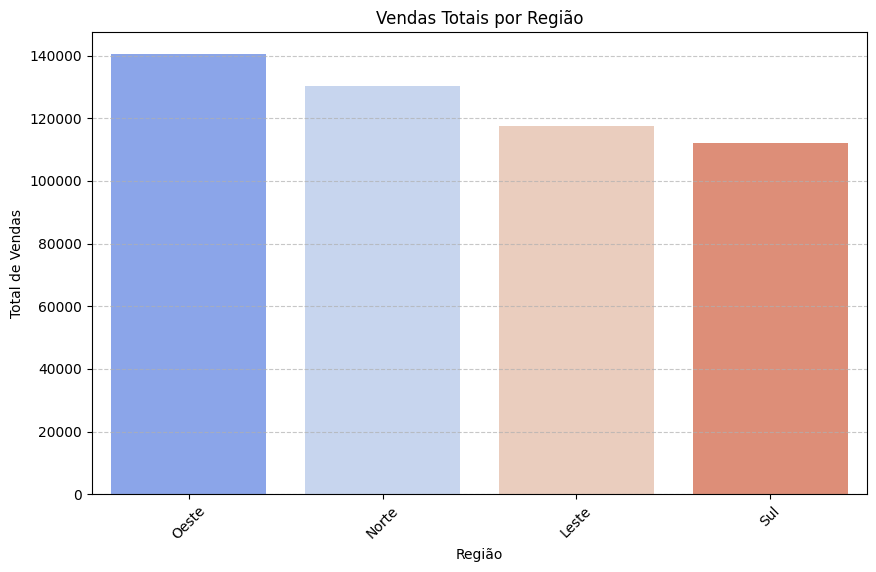 Vendas Totais por Região
Total de Vendas
140000
120000
100000
80000
60000
40000
20000
0
Oeste
Norte
Leste
Sul
Região